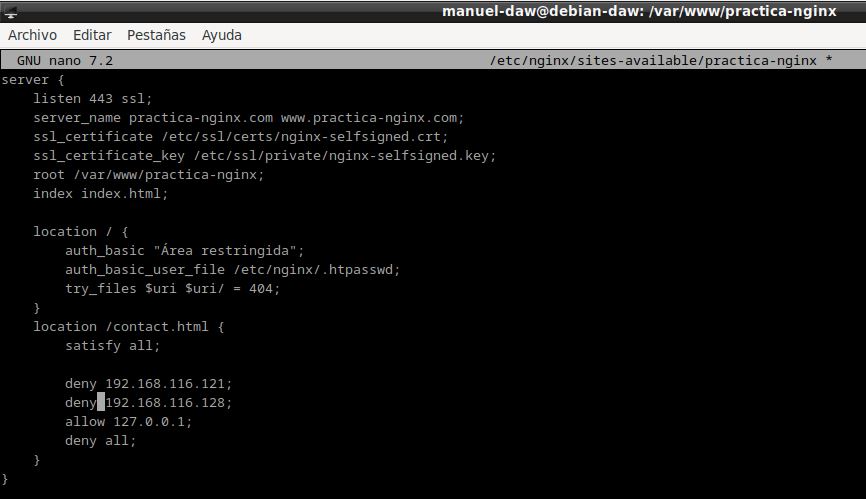 manuel-daw@debian-daw: /var/www/practica-nginx
Archivo Editar Pestañas Ayuda
GNU nano 7.2 /etc/nginx/sites-available/practica-nginx *
server {
    listen 443 ssl;
    server_name practica-nginx.com www.practica-nginx.com;
    ssl_certificate /etc/ssl/certs/nginx-selfsigned.crt;
    ssl_certificate_key /etc/ssl/private/nginx-selfsigned.key;
    root /var/www/practica-nginx;
    index index.html;

    location / {
        auth_basic "Área restringida";
        auth_basic_user_file /etc/nginx/.htpasswd;
        try_files $uri $uri/ = 404;
    }
    location /contact.html {
        satisfy all;

        deny 192.168.116.121;
        deny 192.168.116.128;
        allow 127.0.0.1;
        deny all;
    }
}